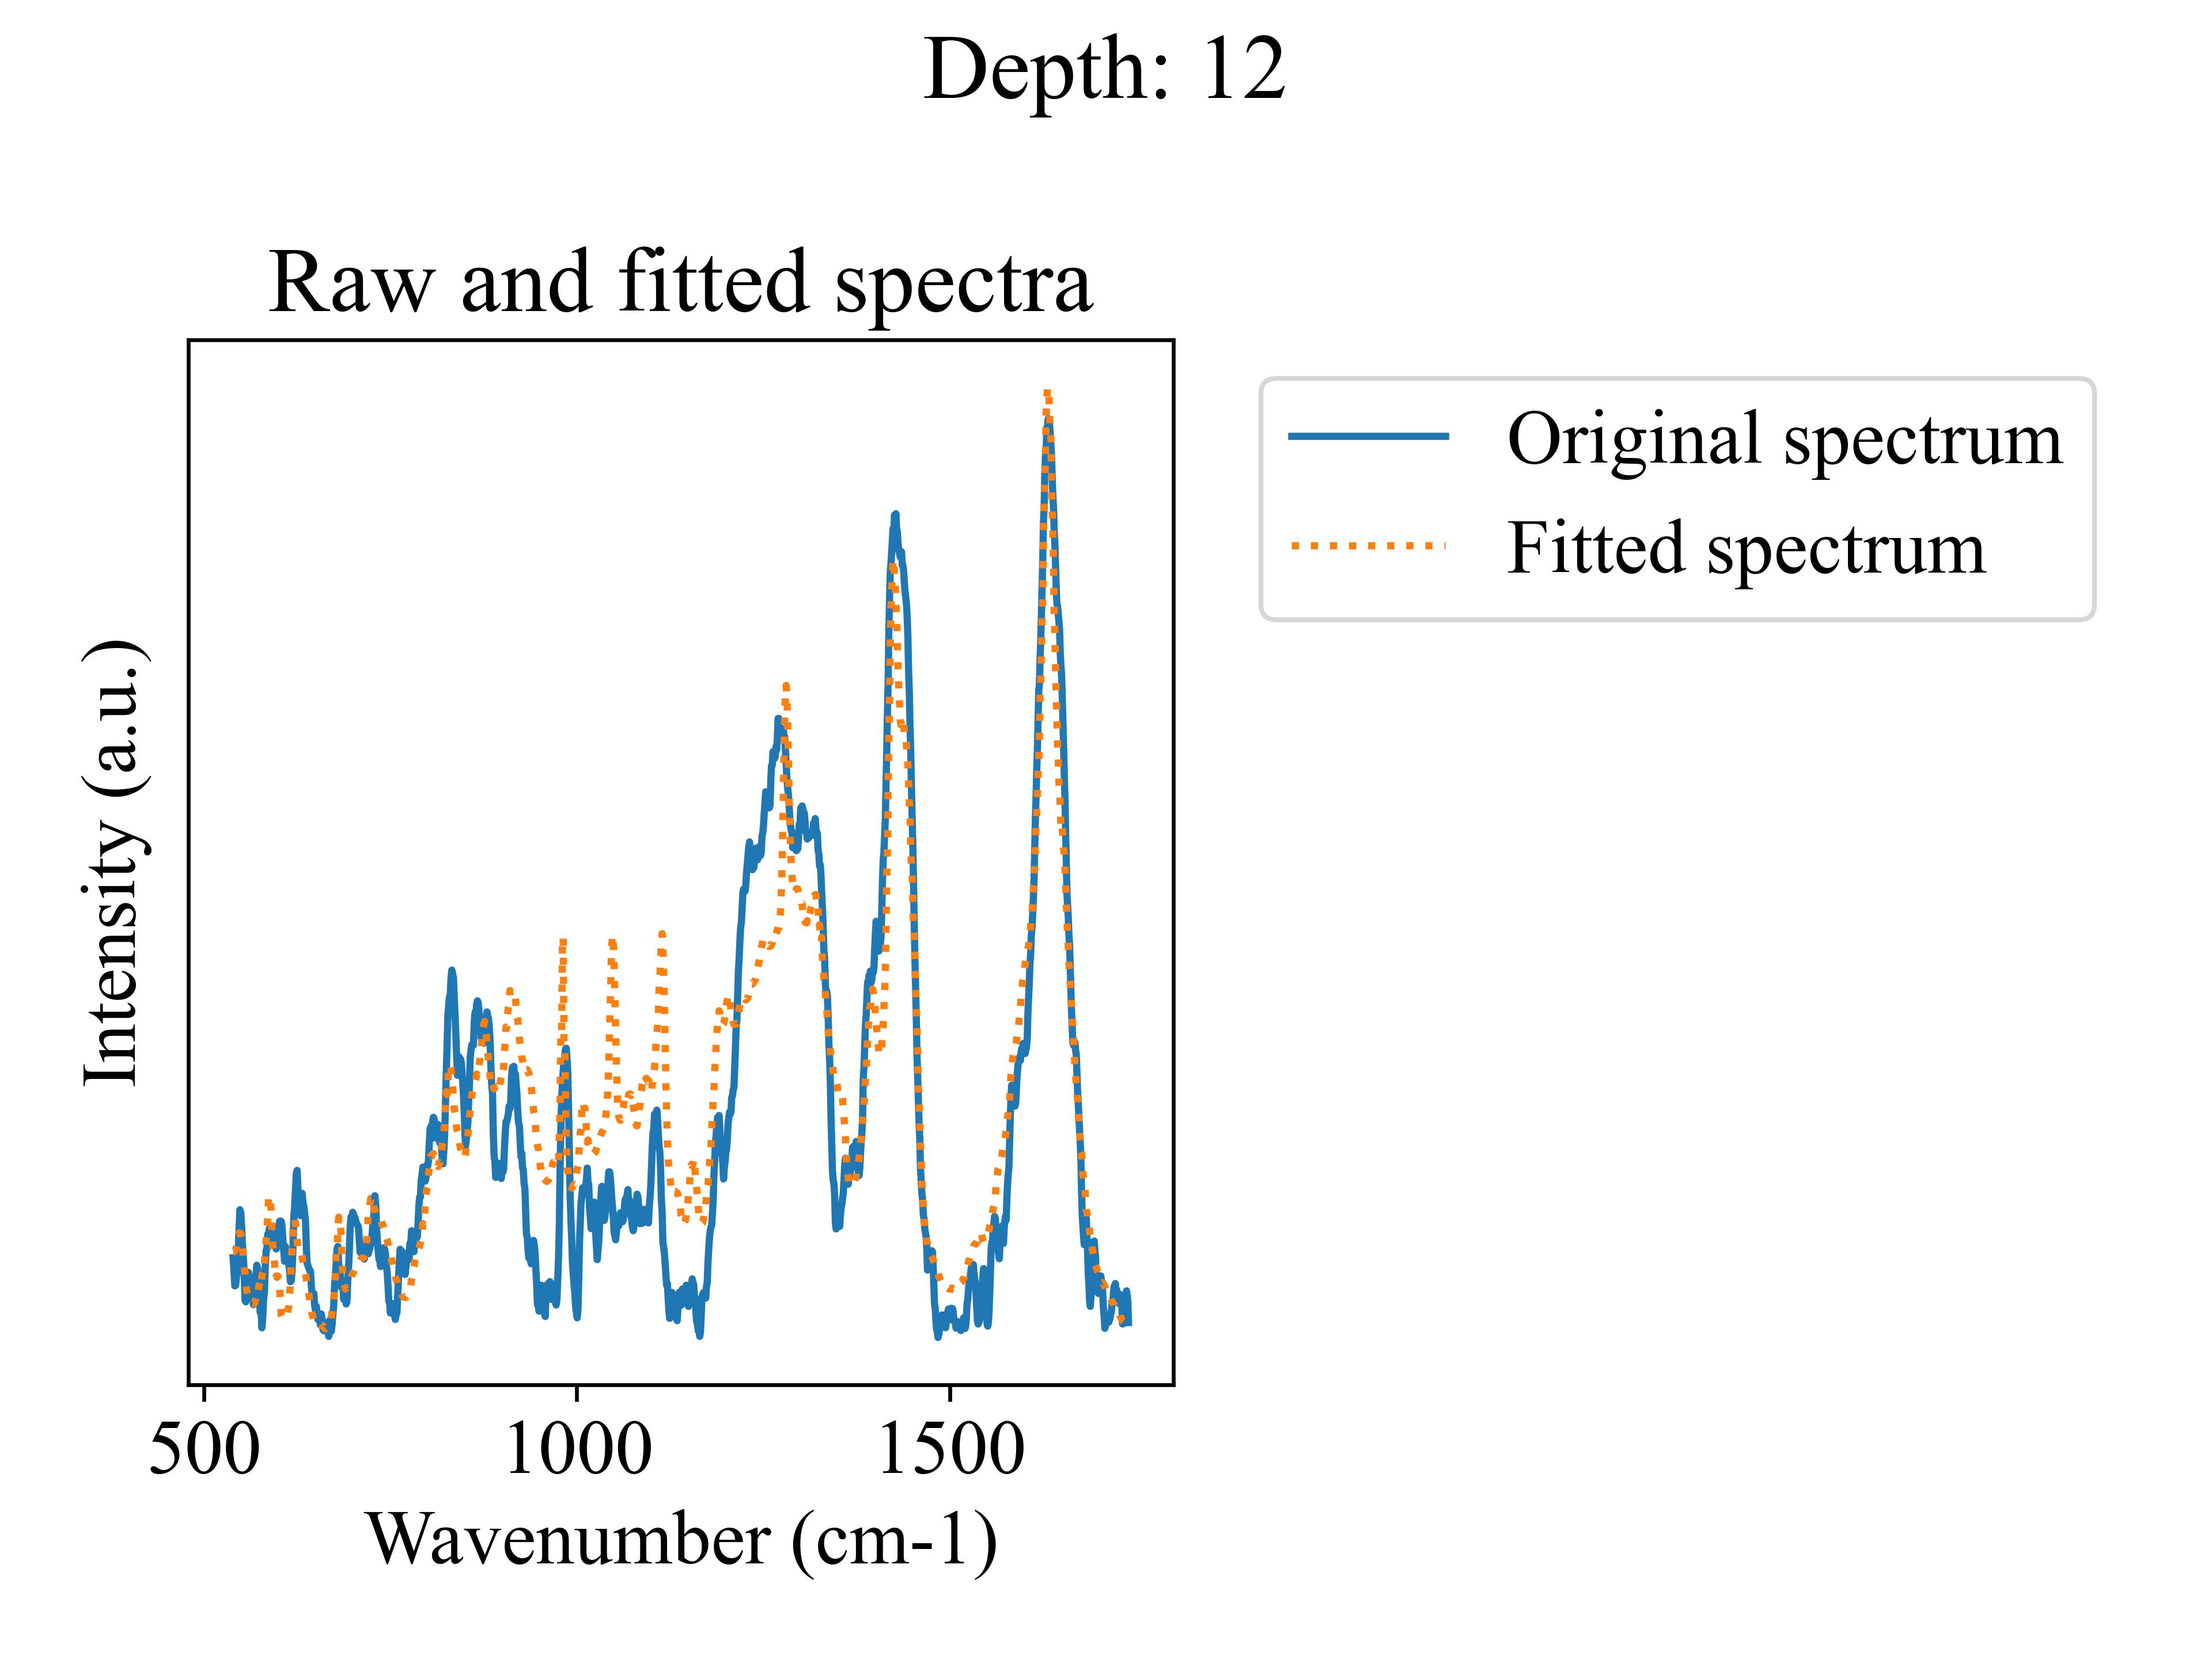 Depth: 12
Raw and fitted spectra
Original spectrum
Fitted spectrum
Intensity (a.u.)
500 1000 1500
Wavenumber (cm-1)